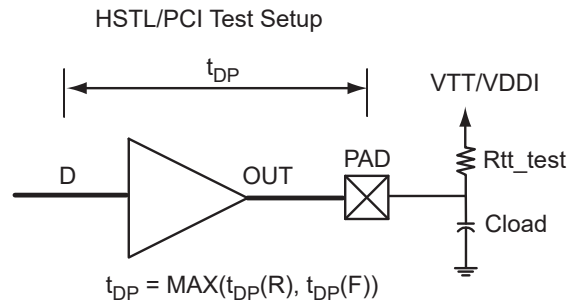 HSTL/PCI Test Setup
tDP
VTT/VDDI
D
OUT
PAD
Rtt_test
Cload
tDP = MAX(tDP(R), tDP(F))